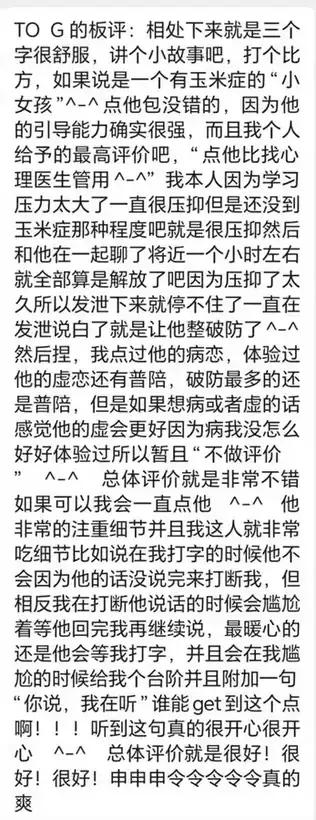 TO  G 的板评：相处下来就是三个
字很舒服，讲个小故事吧，打个比
方，如果说是一个有玉米症的“小
女孩”^-^点他包没错的，因为他
的引导能力确实很强，而且我个人
给予的最高评价吧，“点他比找心
理医生管用^-^”我本人因为学习
压力太大了一直很压抑但是还没到
玉米症那种程度吧就是很压抑然后
和他在一起聊了将近一个小时左右
就全部算是解放了吧因为压抑了太
久所以发泄下来就停不住了一直在
发泄说白了就是让他整破防了^-^
然后捏，我点过他的病恋，体验过
他的虚恋还有普陪，破防最多的还
是普陪，但是如果想病或者虚的话
感觉他的虚会更好因为病我没怎么
好好体验过所以暂且“不做评价
”  ^-^  总体评价就是非常不错
如果可以我会一直点他  ^-^  他
非常的注重细节并且我这人就非常
吃细节比如说在我打字的时候他不
会因为他的话没说完来打断我，但
相反我在打断他说话的时候会尴尬
着等他回完我再继续说，最暖心的
还是他会等我打字，并且会在我尴
尬的时候给我个台阶并且附加一句
“你说，我在听”谁能get到这个点
啊！！！听到这句真的很开心很开
心  ^-^  总体评价就是很好！很
好！很好！申申申令令令令令真的
爽